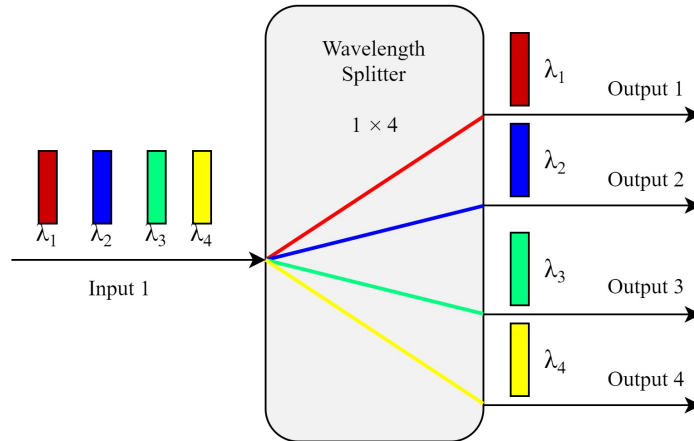 Wavelength
Splitter
1 × 4
λ1
λ2
λ3
λ4
Input 1
λ1
Output 1
λ2
Output 2
λ3
Output 3
λ4
Output 4